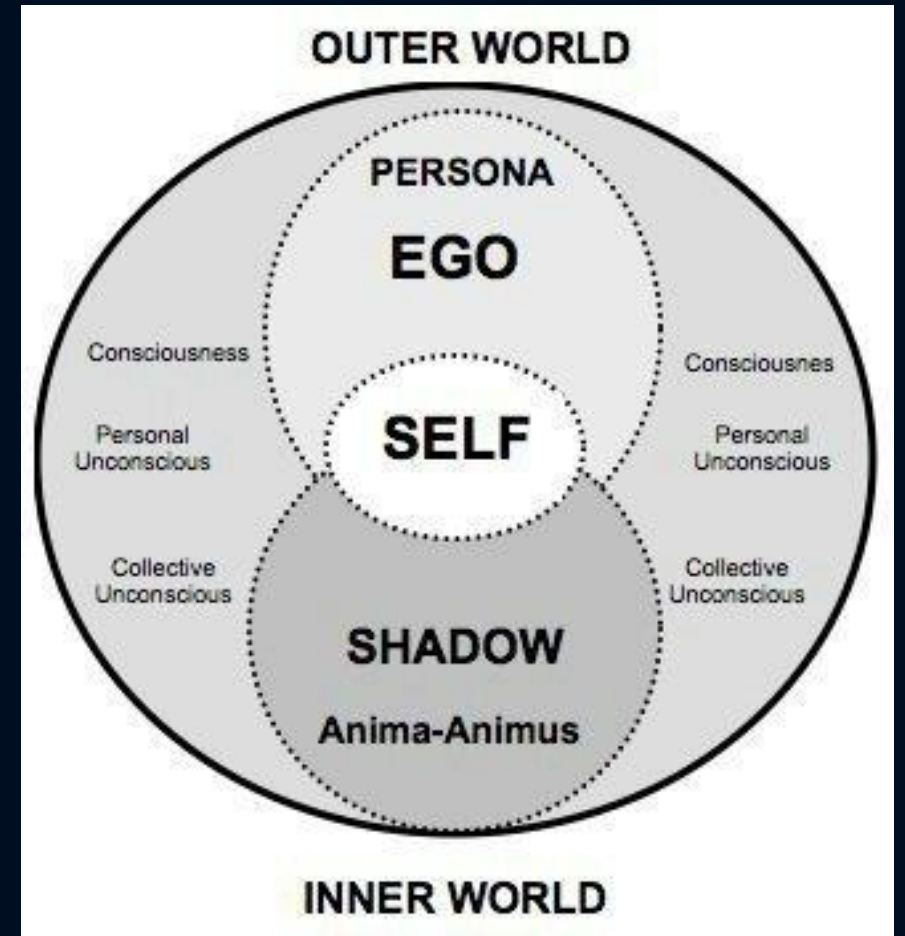 OUTER WORLD
PERSONA
EGO
Consciousness
Consciousnes
Personal
Unconscious
SELF
Personal
Unconscious
Collective
Unconscious
Collective
Unconscious
SHADOW
Anima-Animus
INNER WORLD